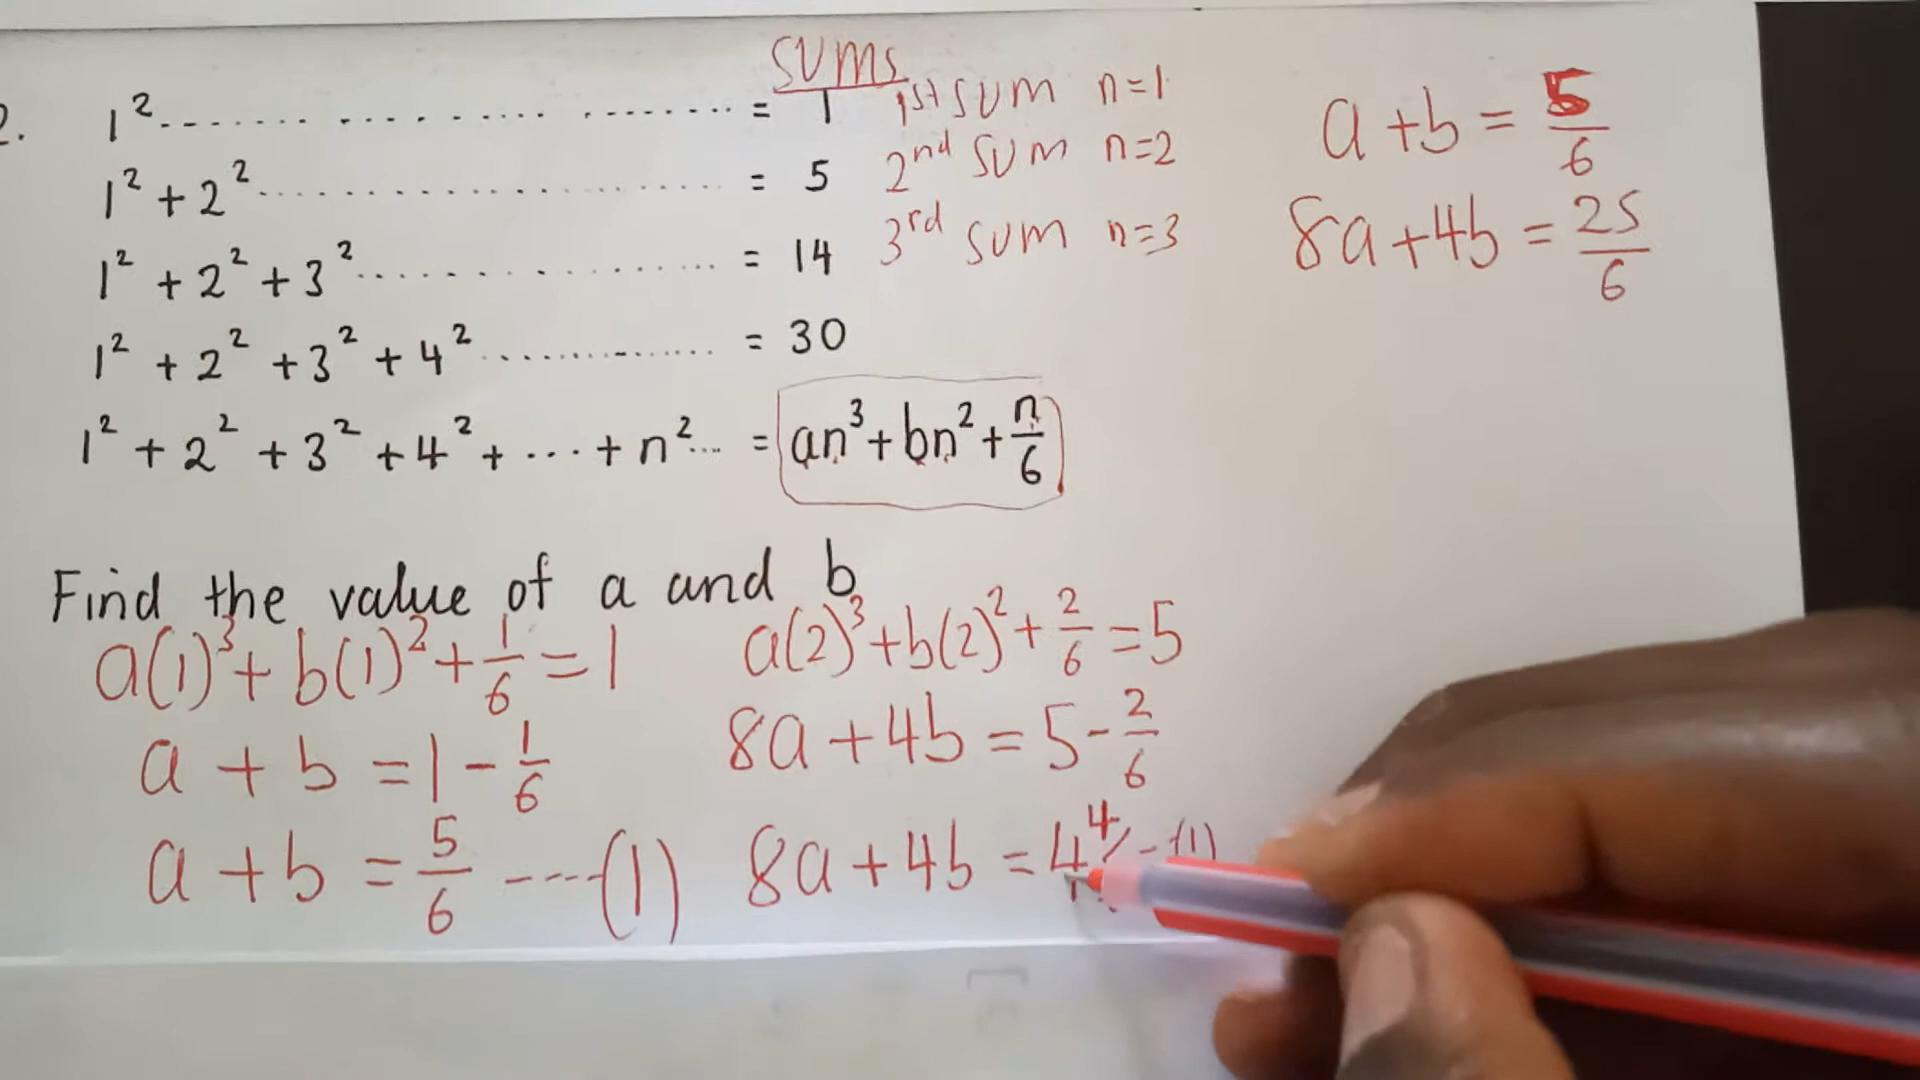 SUMS
2. 1² .......... = 1 1st sum n=1
1² + 2² .......... = 5 2nd sum n=2
1² + 2² + 3² .......... = 14 3rd sum n=3
1² + 2² + 3² + 4² .......... = 30
1² + 2² + 3² + 4² + ... + n² ... = an³ + bn² + n/6
a + b = 5/6
8a + 4b = 25/6
Find the value of a and b
a(1)³ + b(1)² + 1/6 = 1
a + b = 1 - 1/6
a + b = 5/6 ----(1)
a(2)³ + b(2)² + 2/6 = 5
8a + 4b = 5 - 2/6
8a + 4b = 4 4/